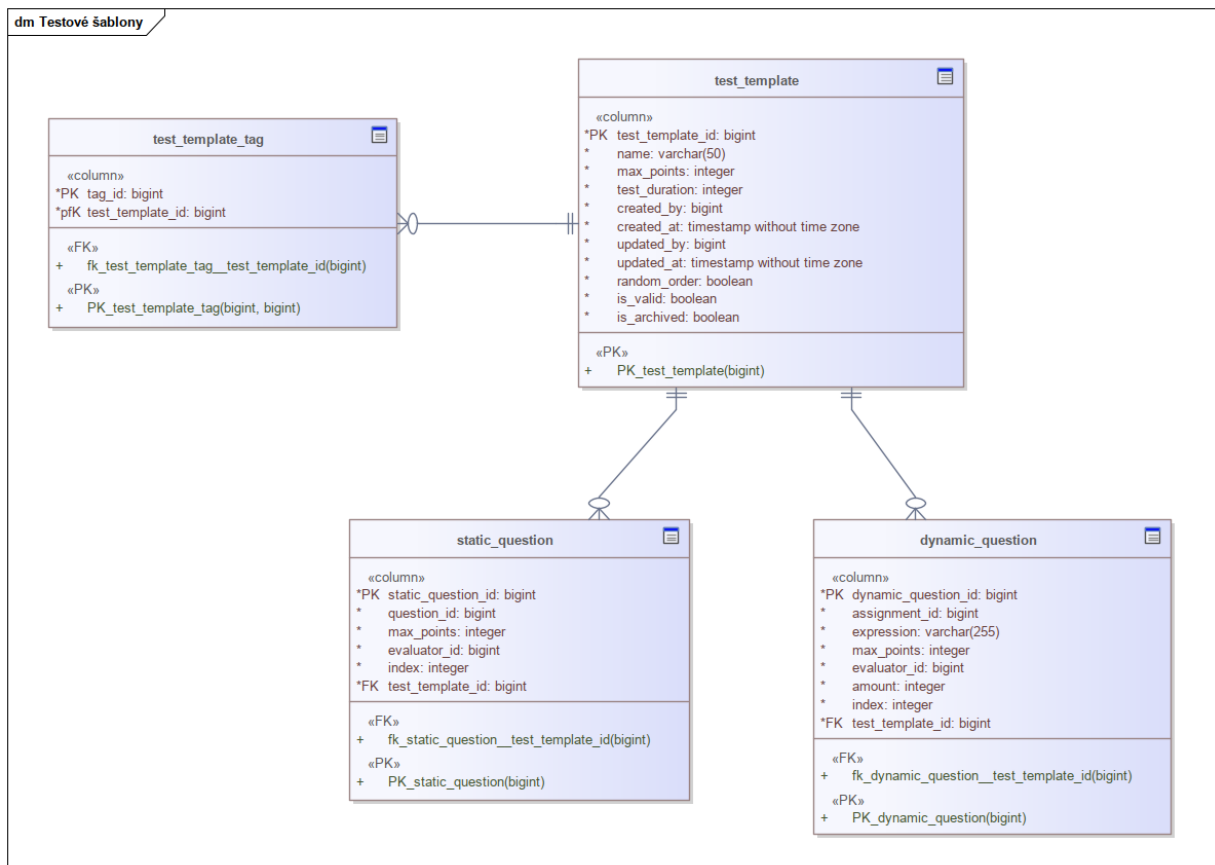 dm Testové šablony
test_template
«column»
*PK test_template_id: bigint
* name: varchar(50)
* max_points: integer
* test_duration: integer
* created_by: bigint
* created_at: timestamp without time zone
* updated_by: bigint
* updated_at: timestamp without time zone
* random_order: boolean
* is_valid: boolean
* is_archived: boolean
«PK»
+ PK_test_template(bigint)
test_template_tag
«column»
*PK tag_id: bigint
*pfK test_template_id: bigint
«FK»
+ fk_test_template_tag__test_template_id(bigint)
«PK»
+ PK_test_template_tag(bigint, bigint)
static_question
«column»
*PK static_question_id: bigint
* question_id: bigint
* max_points: integer
* evaluator_id: bigint
* index: integer
*FK test_template_id: bigint
«FK»
+ fk_static_question__test_template_id(bigint)
«PK»
+ PK_static_question(bigint)
dynamic_question
«column»
*PK dynamic_question_id: bigint
* assignment_id: bigint
* expression: varchar(255)
* max_points: integer
* evaluator_id: bigint
* amount: integer
* index: integer
*FK test_template_id: bigint
«FK»
+ fk_dynamic_question__test_template_id(bigint)
«PK»
+ PK_dynamic_question(bigint)